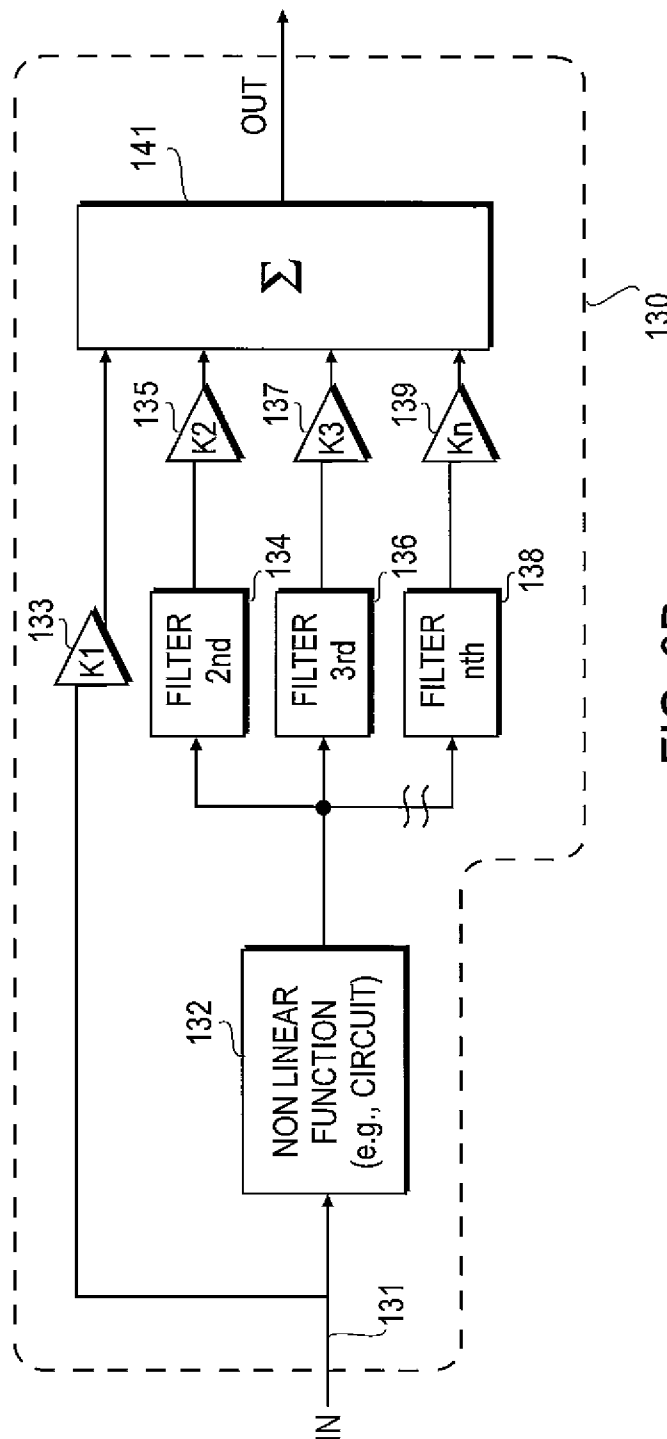 IN
131
132
NON LINEAR
FUNCTION
(e.g., CIRCUIT)
133
K1
FILTER
2nd
134
FILTER
3rd
136
FILTER
nth
138
135
K2
137
K3
139
Kn
141
Σ
OUT
130
FIG.